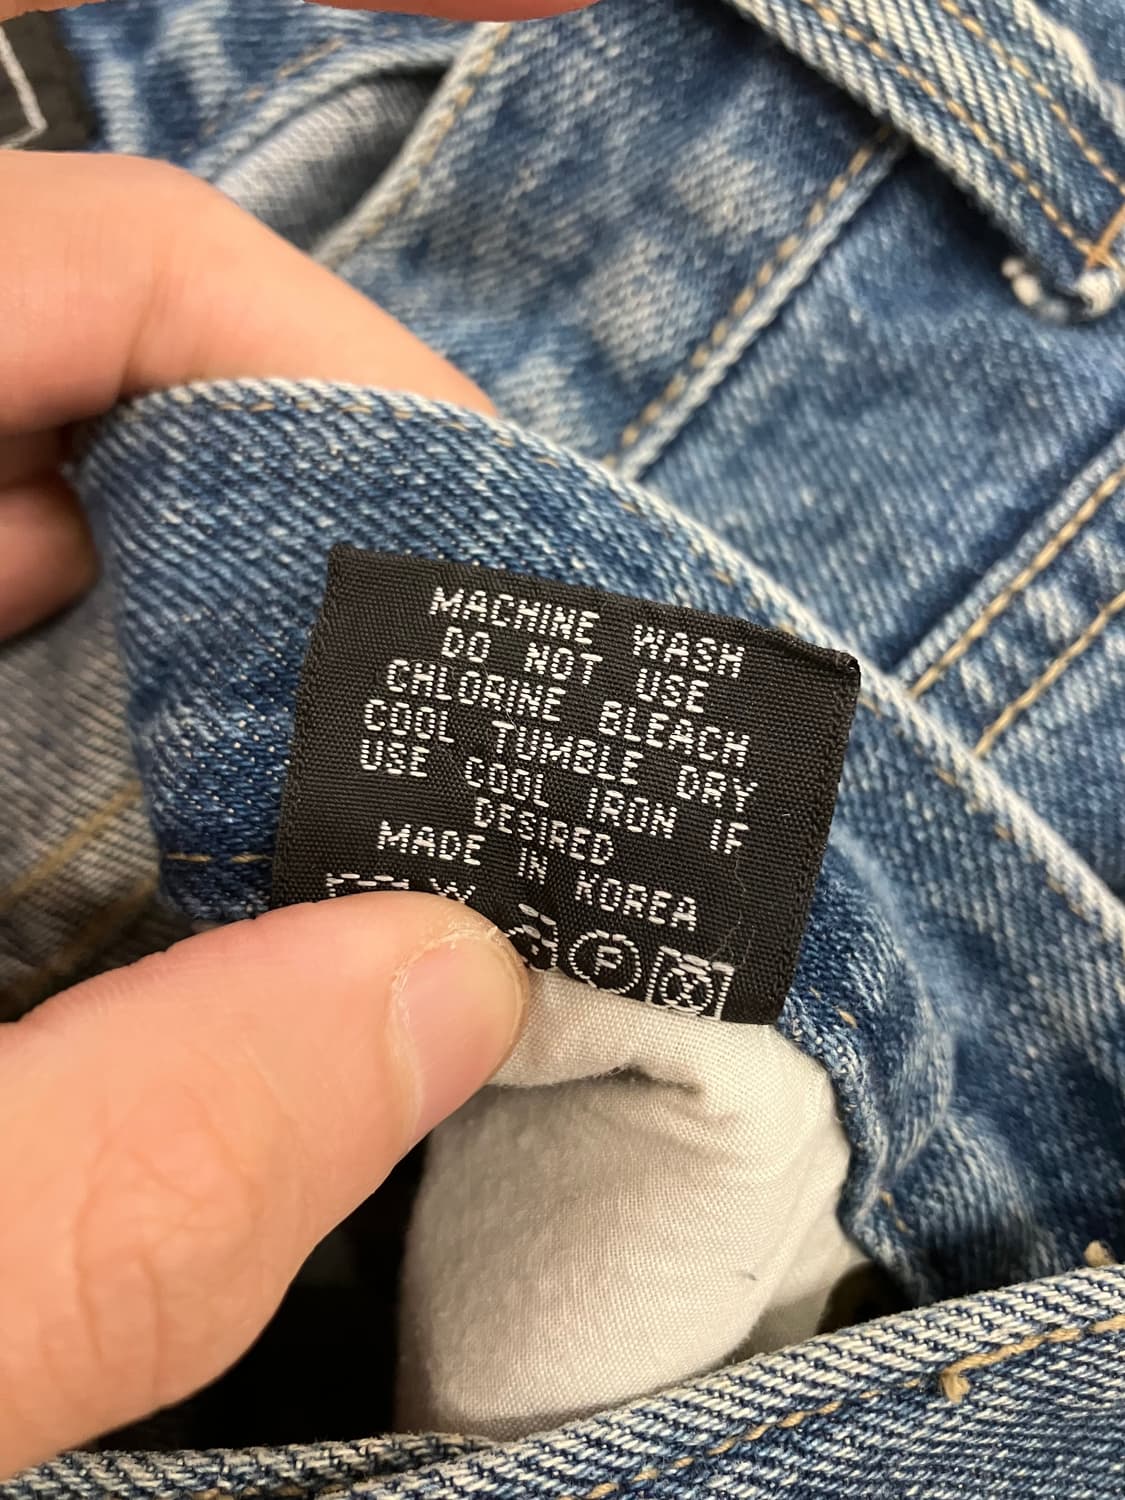 MACHINE WASH
DO NOT USE
CHLORINE BLEACH
COOL TUMBLE DRY
USE COOL IRON IF
DESIRED
MADE IN KOREA
F